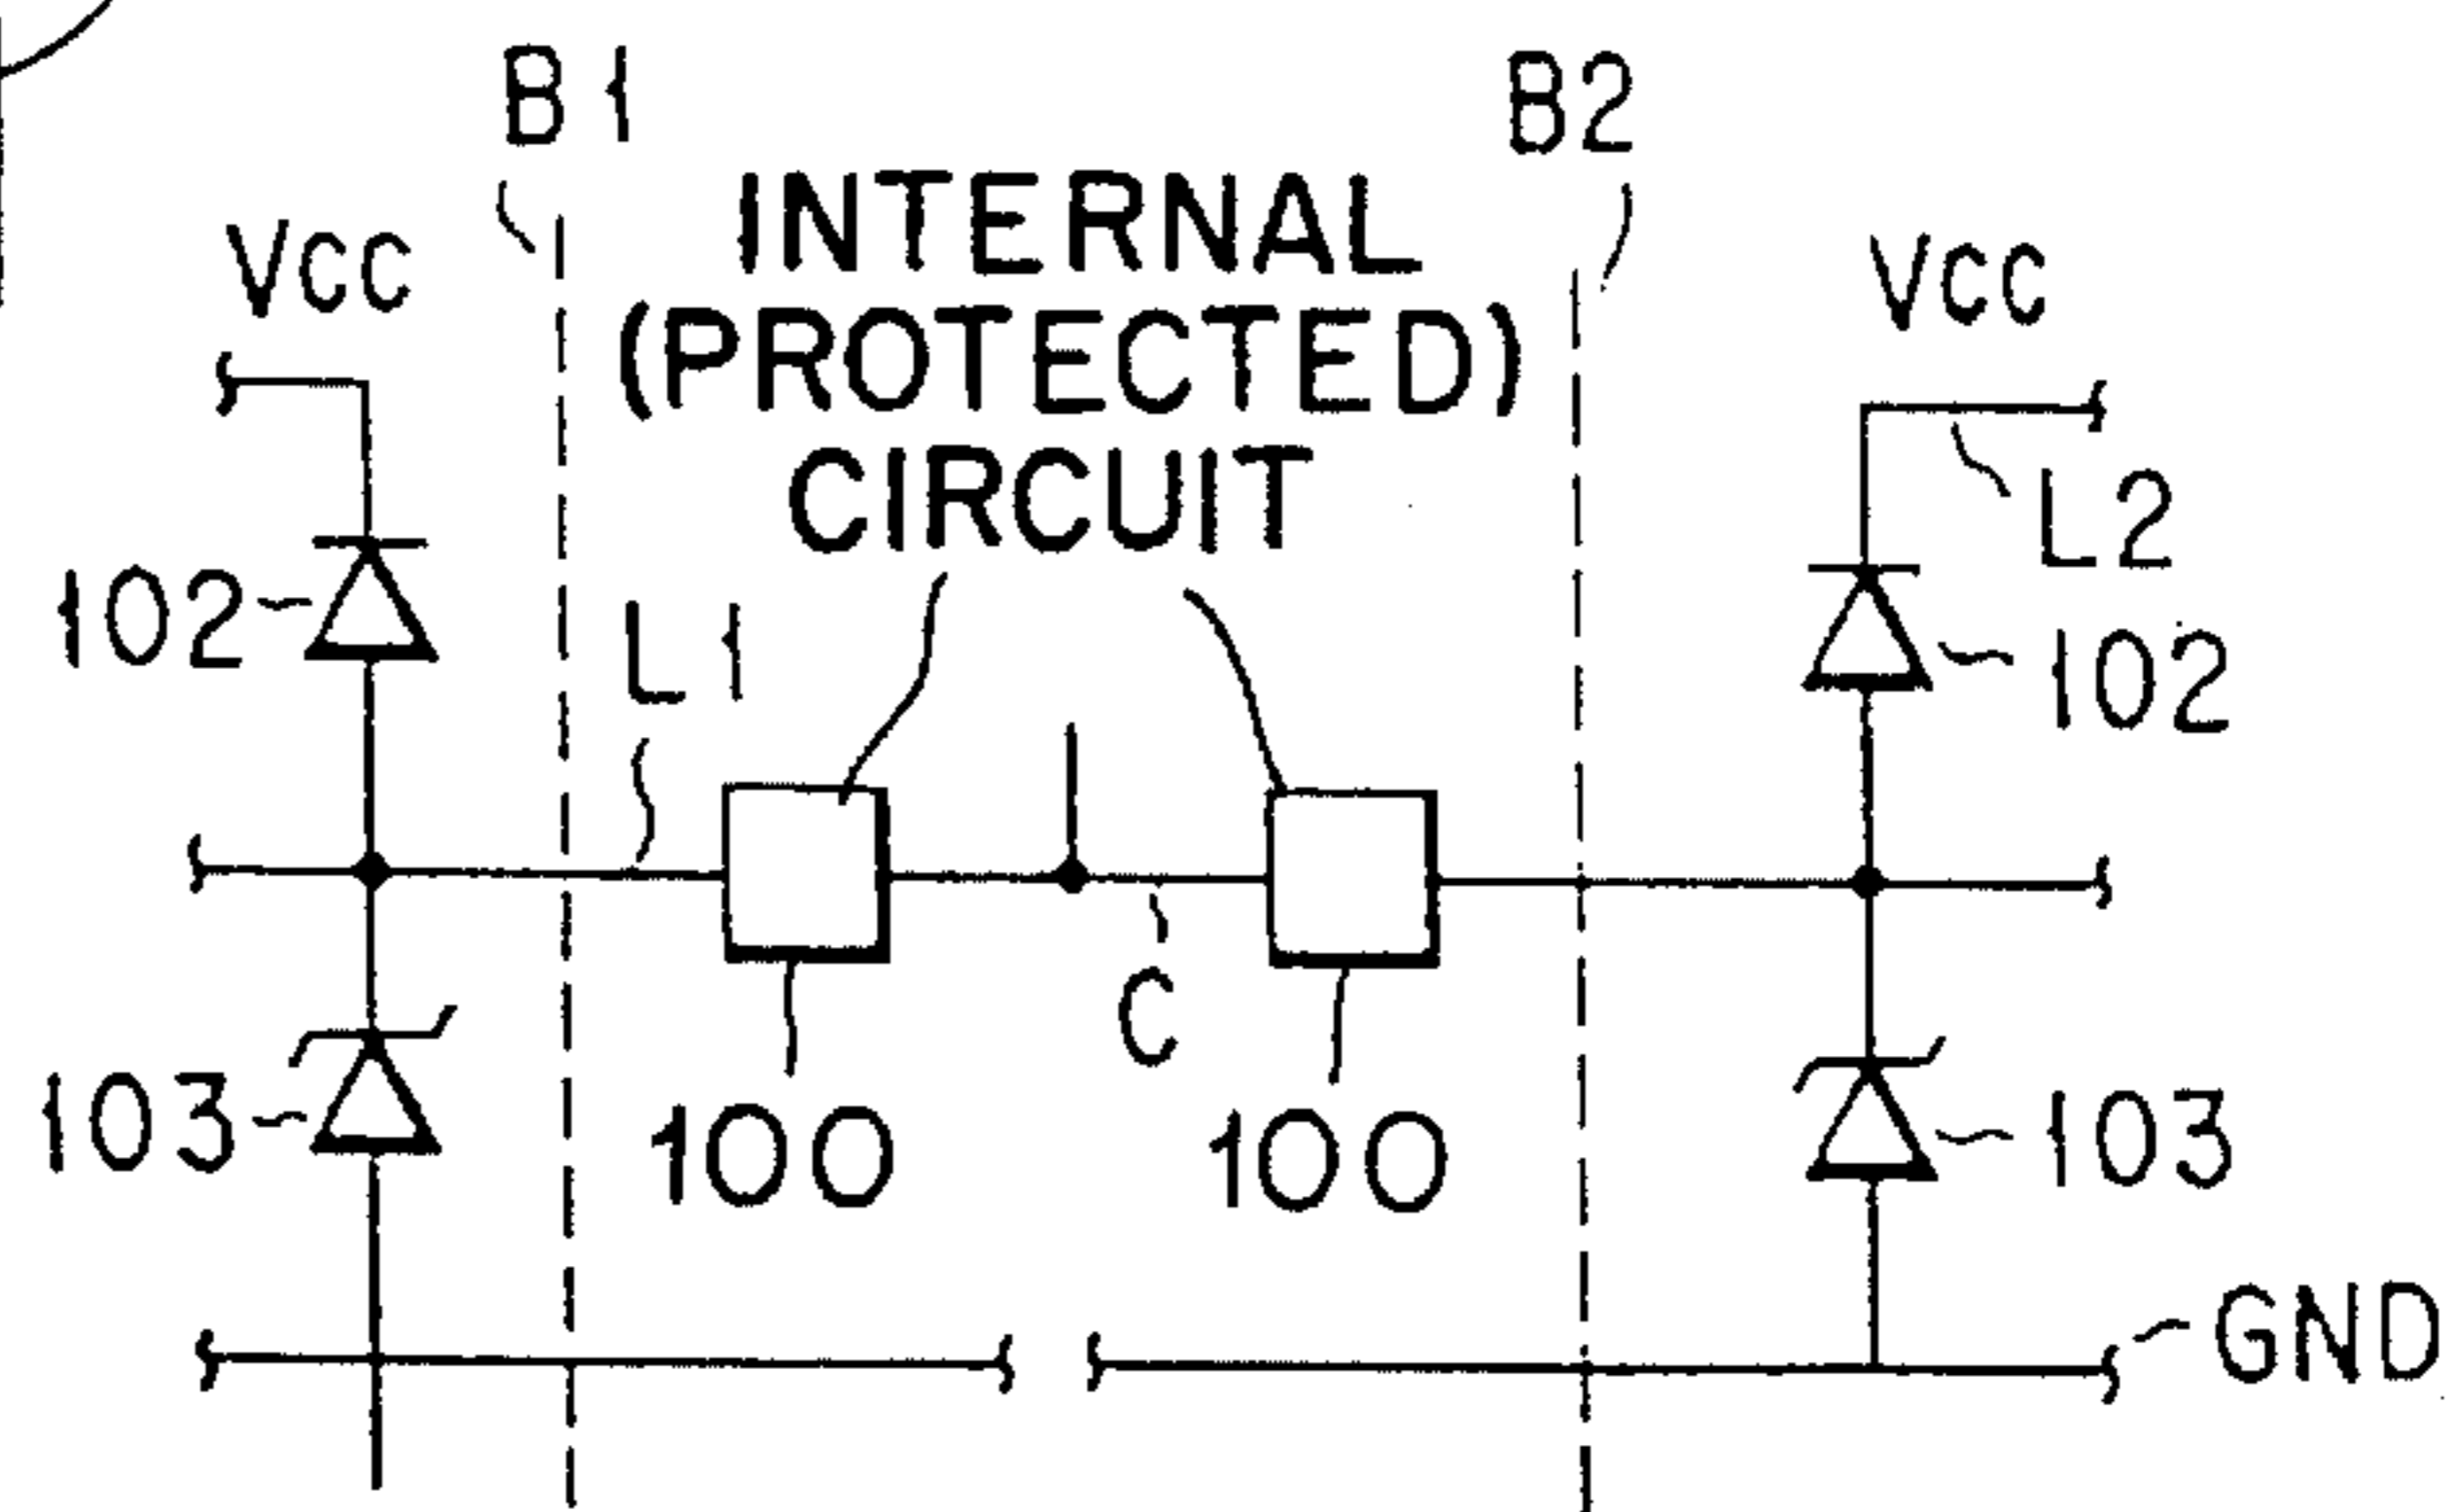 B1
B2
INTERNAL
(PROTECTED)
CIRCUIT
VCC
VCC
L2
102
L1
102
C
103
100
100
103
GND